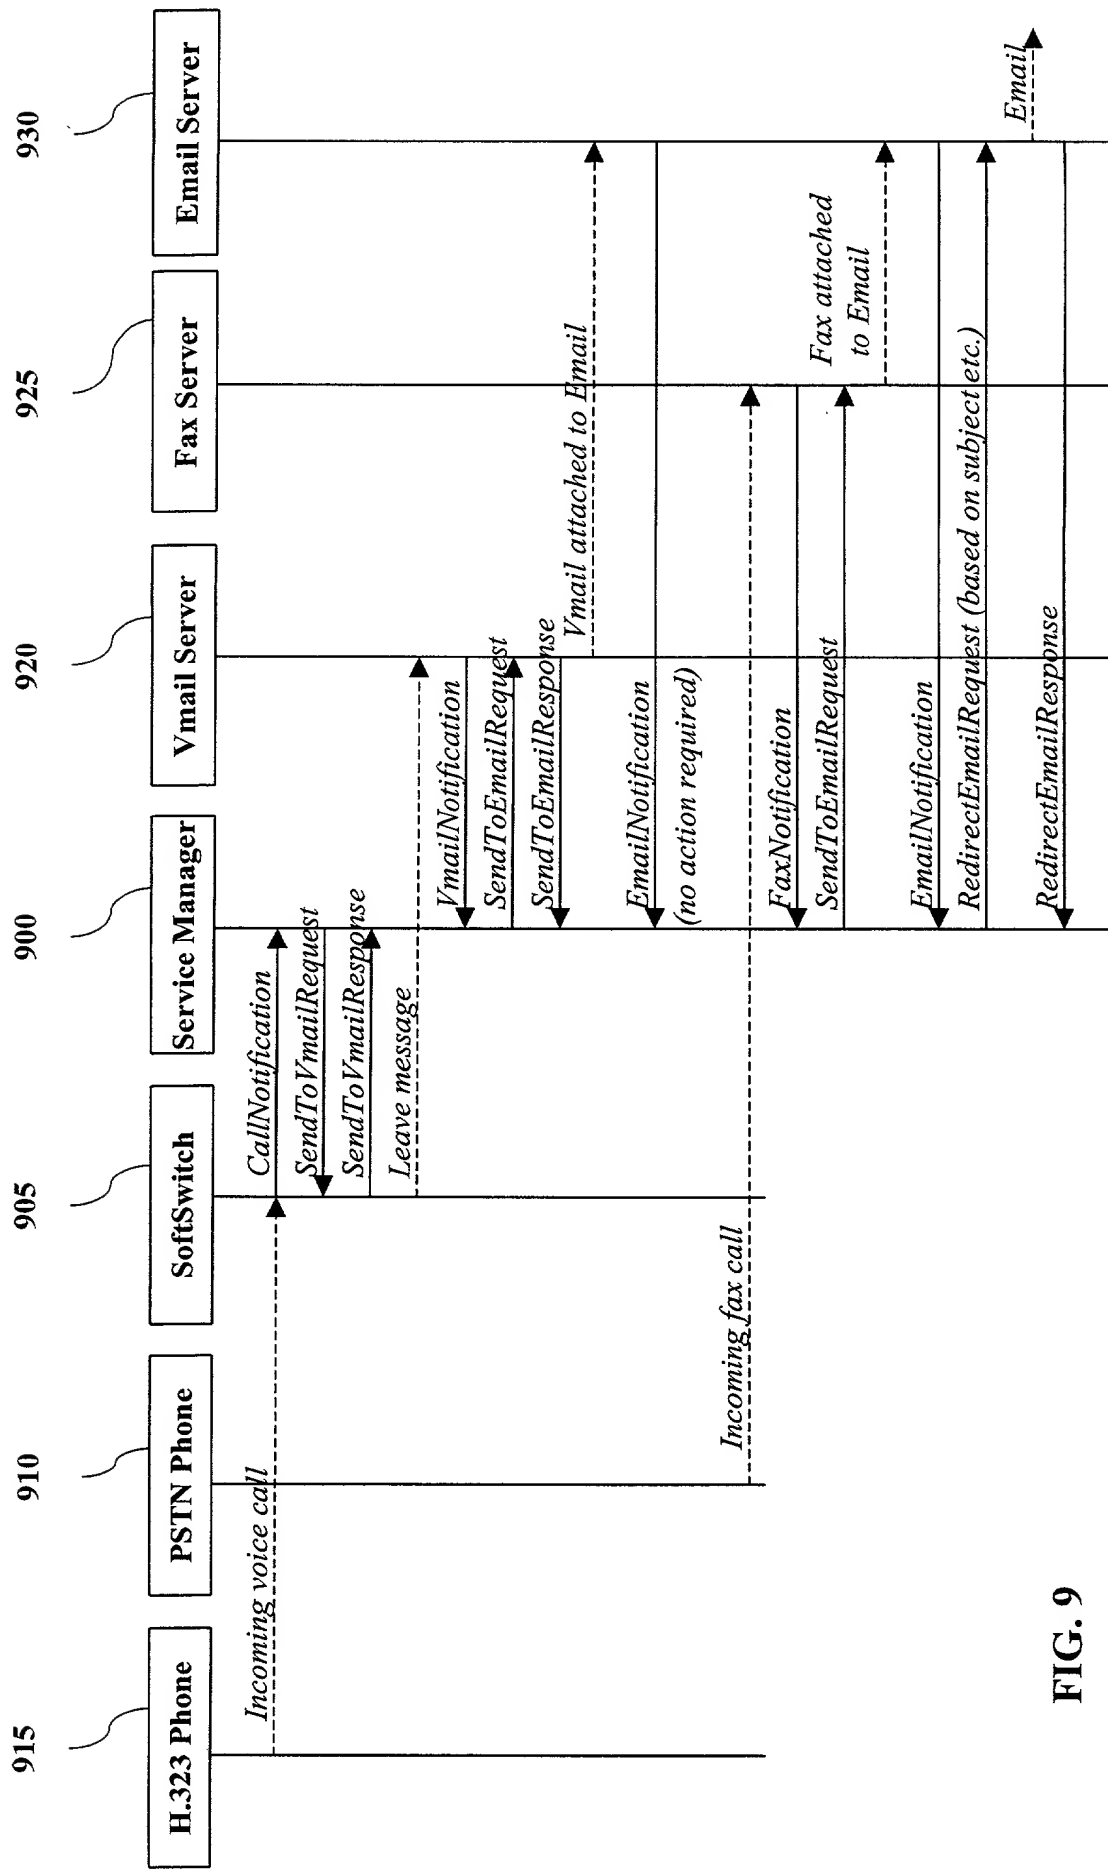 915
910
905
900
920
925
930
H.323 Phone
PSTN Phone
SoftSwitch
Service Manager
Vmail Server
Fax Server
Email Server
Incoming voice call
CallNotification
SendToVmailRequest
SendToVmailResponse
Leave message
VmailNotification
SendToEmailRequest
SendToEmailResponse
Vmail attached to Email
EmailNotification
(no action required)
Incoming fax call
FaxNotification
SendToEmailRequest
Fax attached
to Email
EmailNotification
RedirectEmailRequest (based on subject etc.)
Email
RedirectEmailResponse
FIG. 9